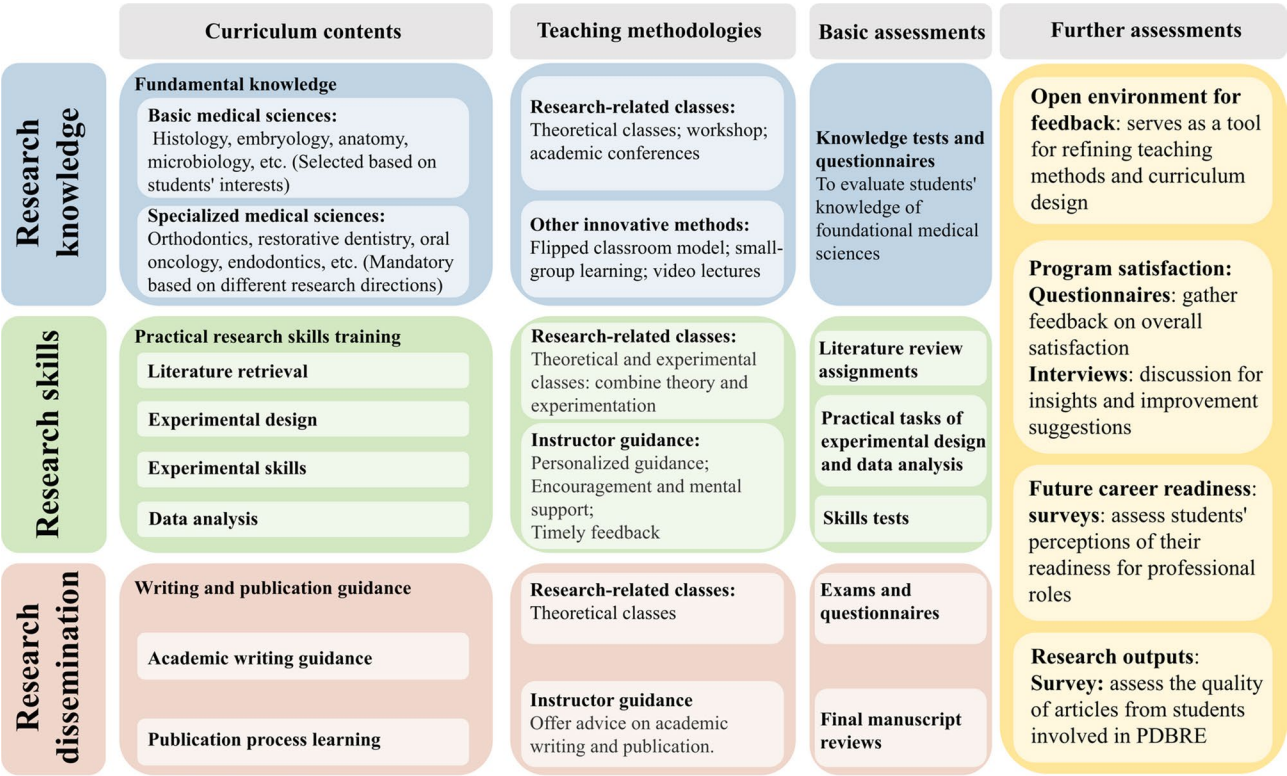 Curriculum contents
Teaching methodologies
Basic assessments
Further assessments
Research
knowledge
Fundamental knowledge
Basic medical sciences:
Histology, embryology, anatomy,
microbiology, etc. (Selected based on
students' interests)
Specialized medical sciences:
Orthodontics, restorative dentistry, oral
oncology, endodontics, etc. (Mandatory
based on different research directions)
Research-related classes:
Theoretical classes; workshop;
academic conferences
Other innovative methods:
Flipped classroom model; small-
group learning; video lectures
Knowledge tests and
questionnaires
To evaluate students'
knowledge of
foundational medical
sciences
Research skills
Practical research skills training
Literature retrieval
Experimental design
Experimental skills
Data analysis
Research-related classes:
Theoretical and experimental
classes: combine theory and
experimentation
Instructor guidance:
Personalized guidance;
Encouragement and mental
support;
Timely feedback
Literature review
assignments
Practical tasks of
experimental design
and data analysis
Skills tests
Research
dissemination
Writing and publication guidance
Academic writing guidance
Publication process learning
Research-related classes:
Theoretical classes
Instructor guidance
Offer advice on academic
writing and publication.
Exams and
questionnaires
Final manuscript
reviews
Open environment for
feedback: serves as a tool
for refining teaching
methods and curriculum
design
Program satisfaction:
Questionnaires: gather
feedback on overall
satisfaction
Interviews: discussion for
insights and improvement
suggestions
Future career readiness:
surveys: assess students'
perceptions of their
readiness for professional
roles
Research outputs:
Survey: assess the quality
of articles from students
involved in PDBRE